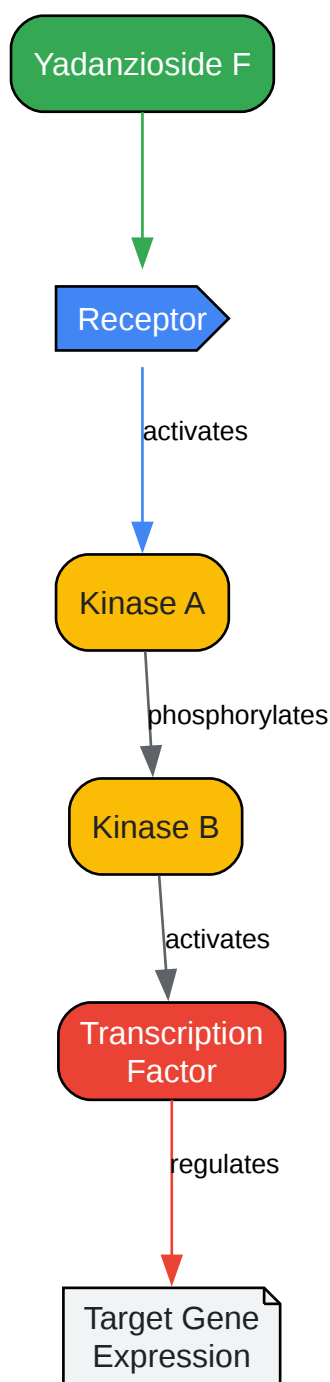 Yadanzioside F
Receptor
activates
Kinase A
phosphorylates
Kinase B
activates
Transcription
Factor
regulates
Target Gene
Expression